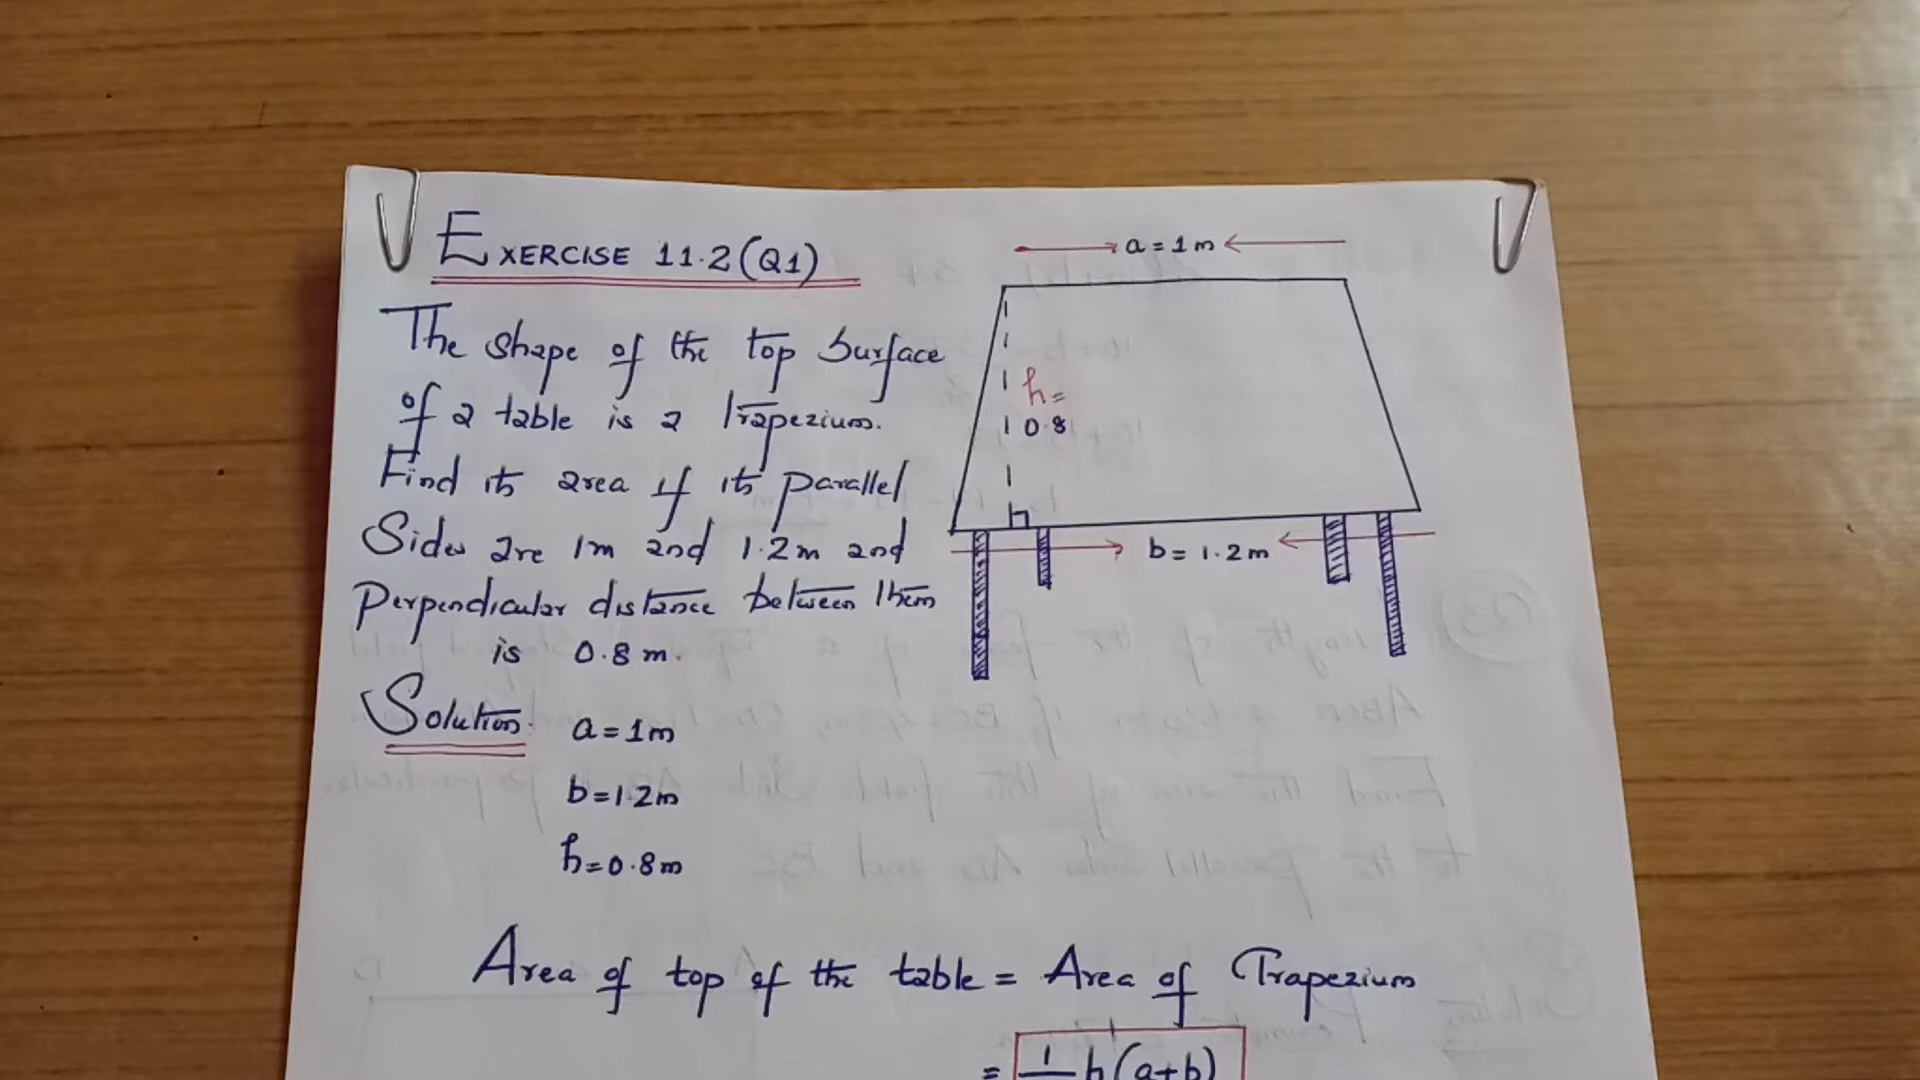 EXERCISE 11.2 (Q1)
The shape of the top Surface
of a table is a Trapezium.
Find its area if its parallel
Sides are 1m and 1.2m and
Perpendicular distance between them
is 0.8 m.
a = 1m
h =
0.8
b = 1.2m
Solution.
a = 1m
b = 1.2m
h = 0.8m
Area of top of the table = Area of Trapezium
= 1 h (a+b)